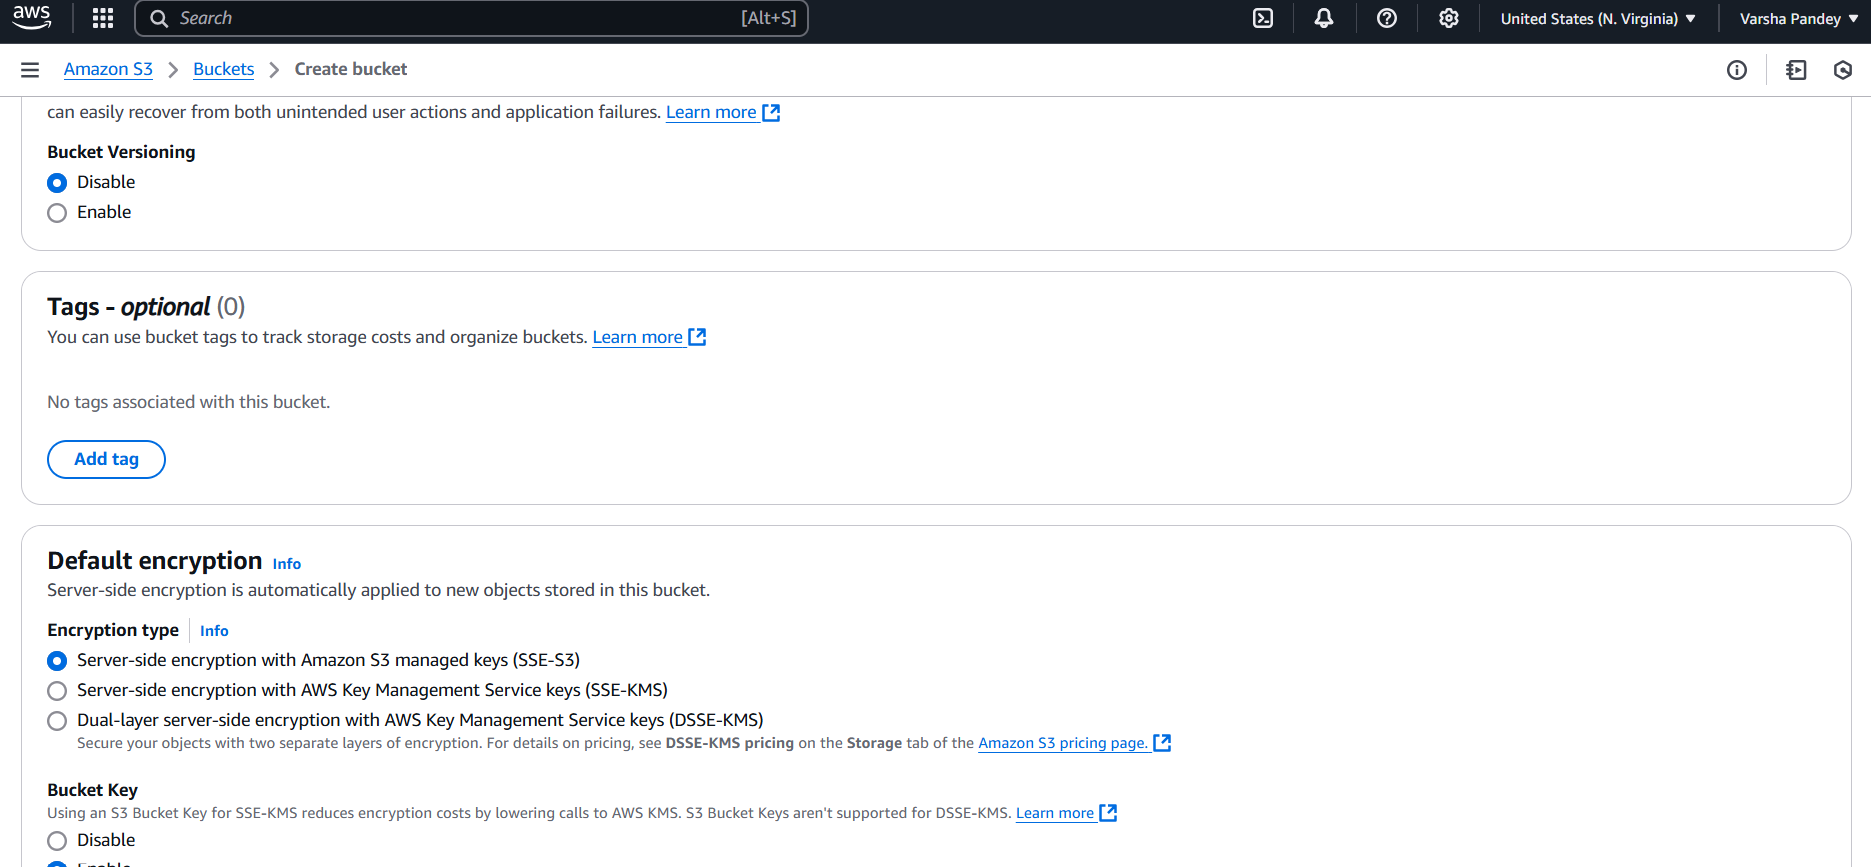 aws
Search [Alt+S]
United States (N. Virginia)
Varsha Pandey
Amazon S3
Buckets
Create bucket
can easily recover from both unintended user actions and application failures. Learn more
Bucket Versioning
Disable
Enable
Tags - optional (0)
You can use bucket tags to track storage costs and organize buckets. Learn more
No tags associated with this bucket.
Add tag
Default encryption Info
Server-side encryption is automatically applied to new objects stored in this bucket.
Encryption type Info
Server-side encryption with Amazon S3 managed keys (SSE-S3)
Server-side encryption with AWS Key Management Service keys (SSE-KMS)
Dual-layer server-side encryption with AWS Key Management Service keys (DSSE-KMS)
Secure your objects with two separate layers of encryption. For details on pricing, see DSSE-KMS pricing on the Storage tab of the Amazon S3 pricing page.
Bucket Key
Using an S3 Bucket Key for SSE-KMS reduces encryption costs by lowering calls to AWS KMS. S3 Bucket Keys aren't supported for DSSE-KMS. Learn more
Disable
Enable